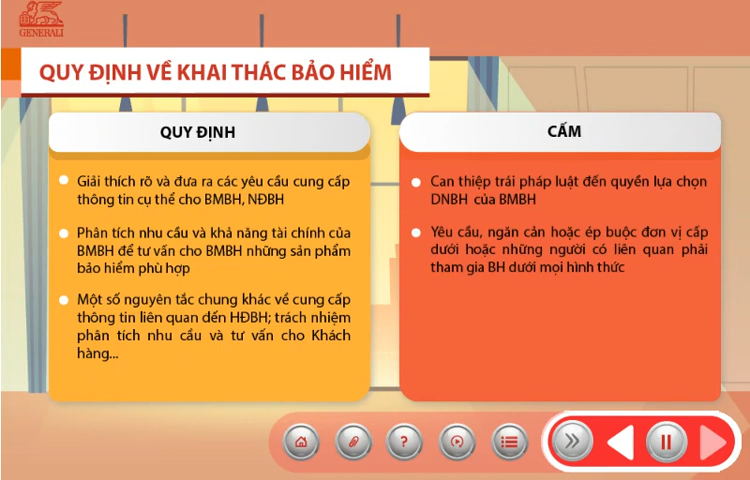 GENERALI
QUY ĐỊNH VỀ KHAI THÁC BẢO HIỂM
QUY ĐỊNH
Giải thích rõ và đưa ra các yêu cầu cung cấp
thông tin cụ thể cho BMBH, NĐBH
Phân tích nhu cầu và khả năng tài chính của
BMBH để tư vấn cho BMBH những sản phẩm
bảo hiểm phù hợp
Một số nguyên tắc chung khác về cung cấp
thông tin liên quan dến HĐBH; trách nhiệm
phân tích nhu cầu và tư vấn cho Khách
hàng...
CẤM
Can thiệp trái pháp luật đến quyền lựa chọn
DNBH của BMBH
Yêu cầu, ngăn cản hoặc ép buộc đơn vị cấp
dưới hoặc những người có liên quan phải
tham gia BH dưới mọi hình thức
?